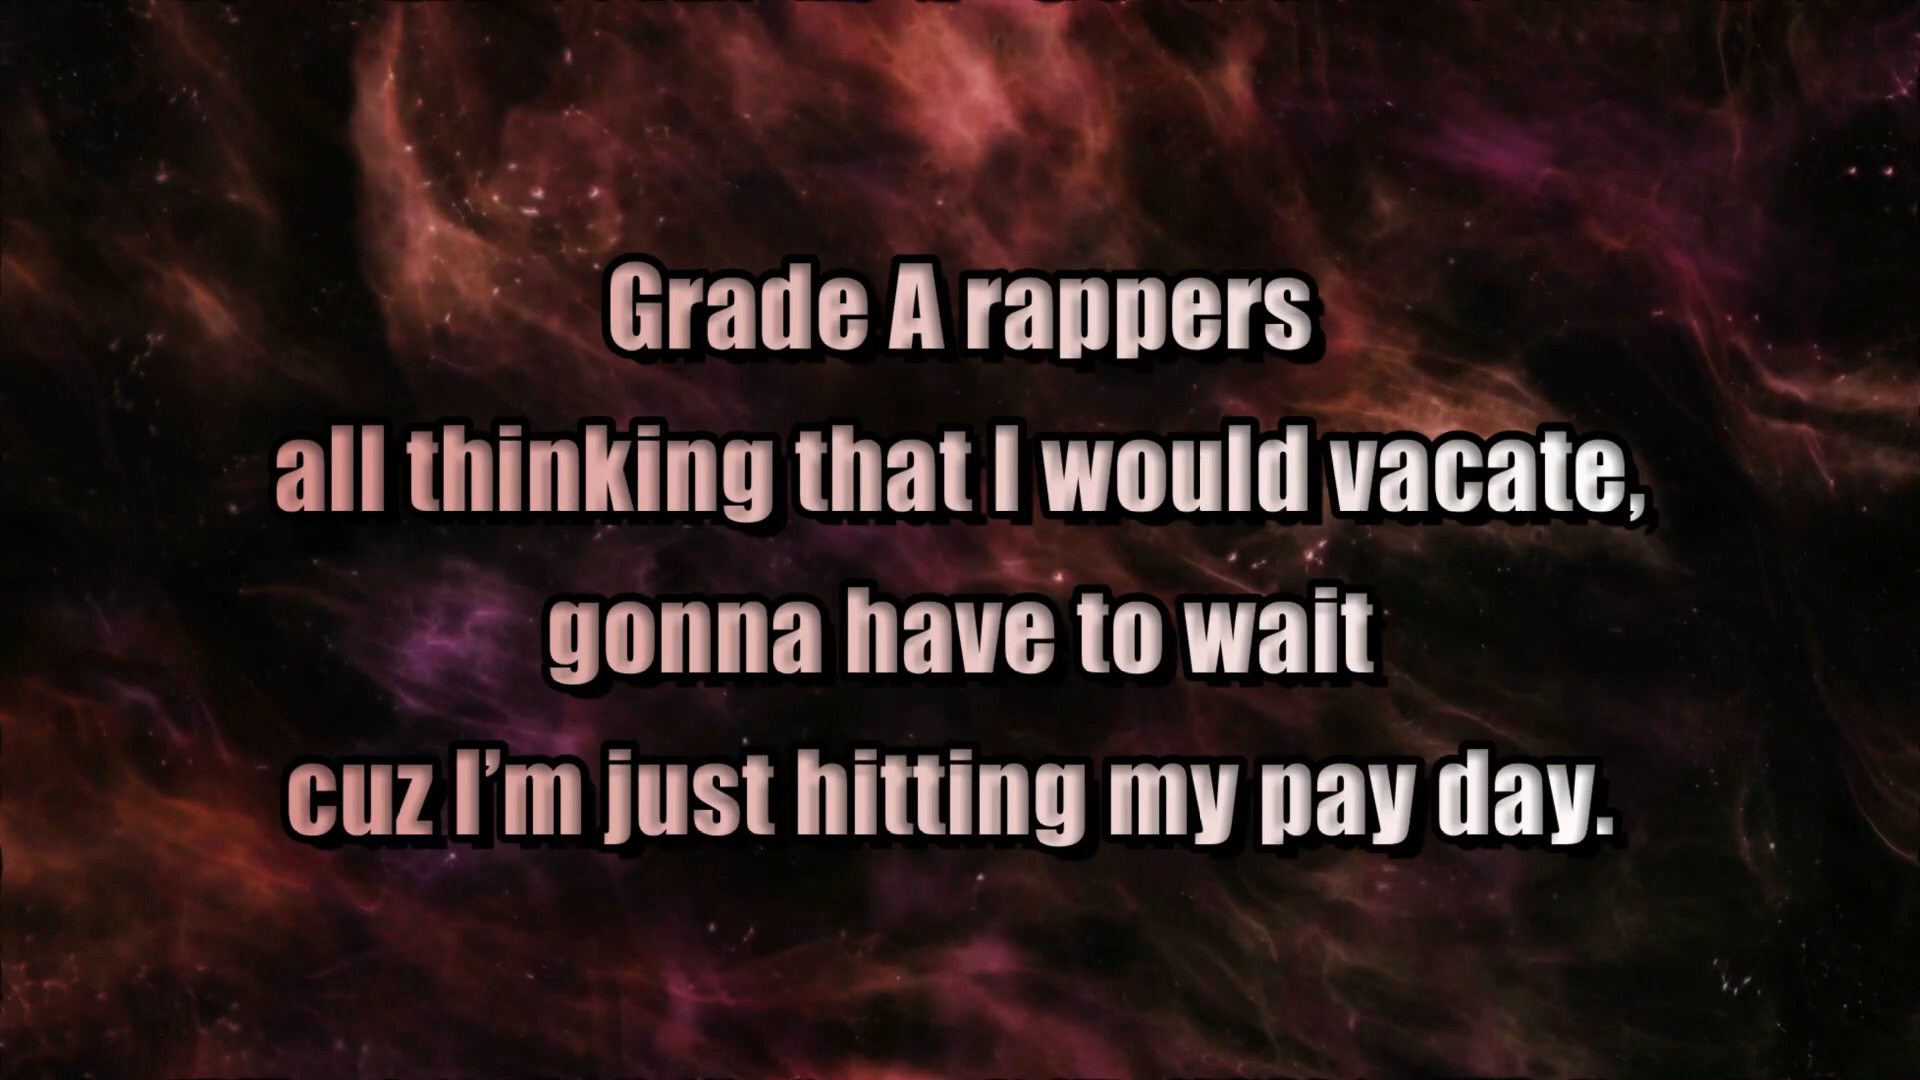 Grade A rappers
all thinking that I would vacate,
gonna have to wait
cuz I’m just hitting my pay day.